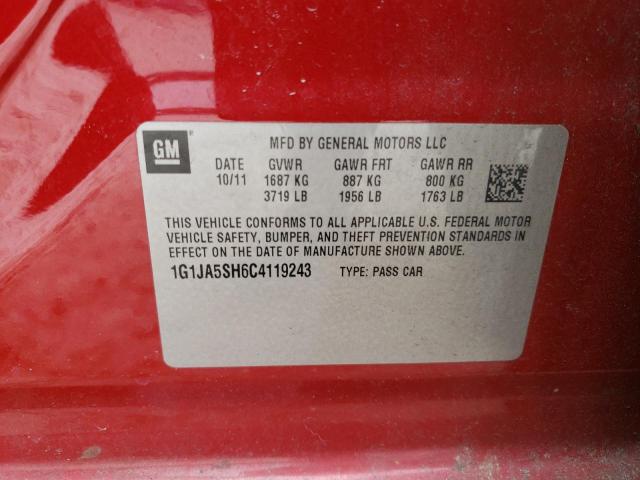 GM
MFD BY GENERAL MOTORS LLC
DATE GVWR GAWR FRT GAWR RR
10/11 1687 KG 887 KG 800 KG
3719 LB 1956 LB 1763 LB
THIS VEHICLE CONFORMS TO ALL APPLICABLE U.S. FEDERAL MOTOR
VEHICLE SAFETY, BUMPER, AND THEFT PREVENTION STANDARDS IN
EFFECT ON THE DATE OF MANUFACTURE SHOWN ABOVE.
1G1JA5SH6C4119243 TYPE: PASS CAR